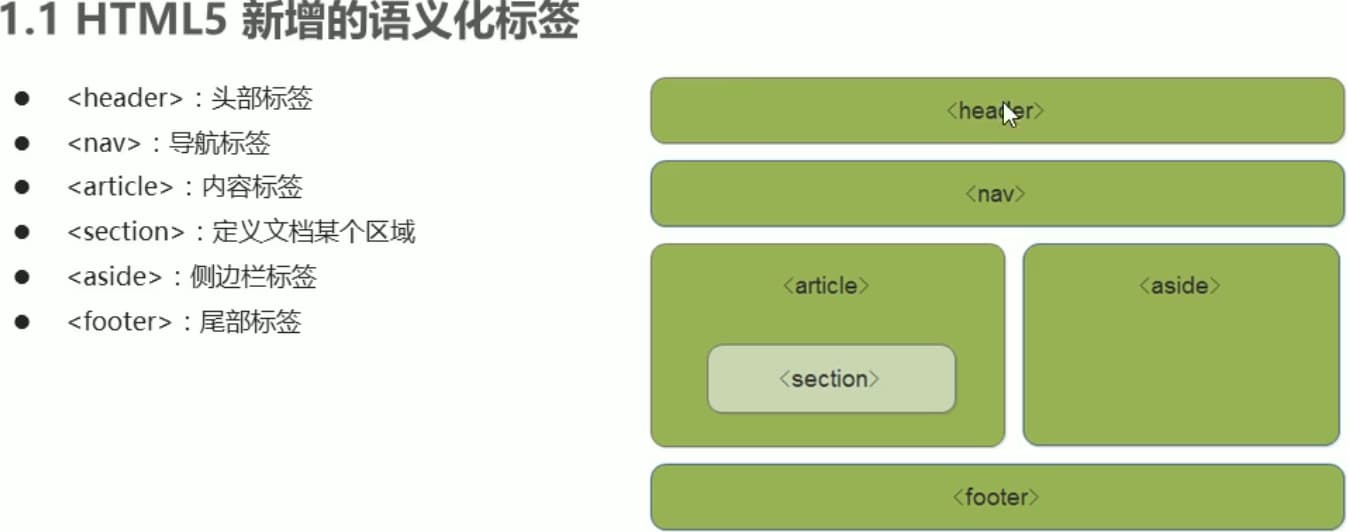 1.1 HTML5 新增的语义化标签
● <header>：头部标签
● <nav>：导航标签
● <article>：内容标签
● <section>：定义文档某个区域
● <aside>：侧边栏标签
● <footer>：尾部标签
<header>
<nav>
<article>
<aside>
<section>
<footer>